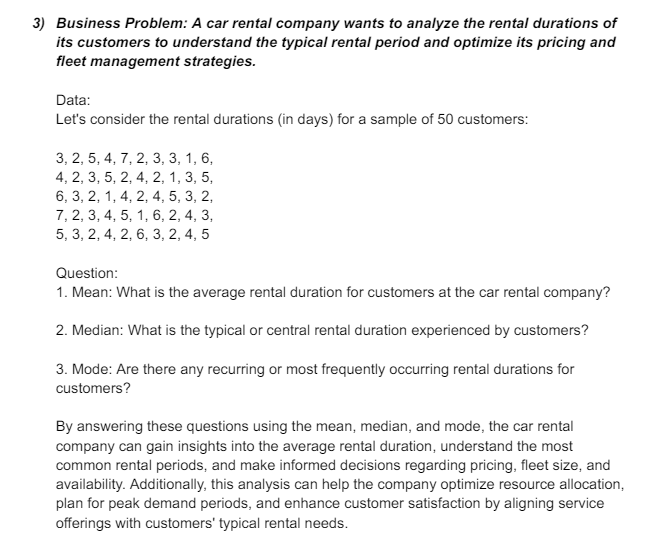 3) Business Problem: A car rental company wants to analyze the rental durations of
its customers to understand the typical rental period and optimize its pricing and
fleet management strategies.
Data:
Let's consider the rental durations (in days) for a sample of 50 customers:
3, 2, 5, 4, 7, 2, 3, 3, 1, 6,
4, 2, 3, 5, 2, 4, 2, 1, 3, 5,
6, 3, 2, 1, 4, 2, 4, 5, 3, 2,
7, 2, 3, 4, 5, 1, 6, 2, 4, 3,
5, 3, 2, 4, 2, 6, 3, 2, 4, 5
Question:
1. Mean: What is the average rental duration for customers at the car rental company?
2. Median: What is the typical or central rental duration experienced by customers?
3. Mode: Are there any recurring or most frequently occurring rental durations for
customers?
By answering these questions using the mean, median, and mode, the car rental
company can gain insights into the average rental duration, understand the most
common rental periods, and make informed decisions regarding pricing, fleet size, and
availability. Additionally, this analysis can help the company optimize resource allocation,
plan for peak demand periods, and enhance customer satisfaction by aligning service
offerings with customers' typical rental needs.